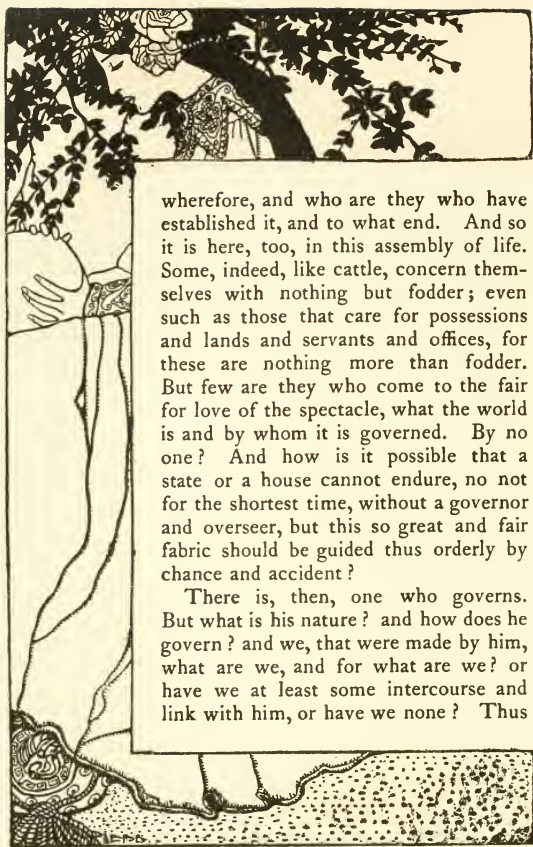 wherefore, and who are they who have
established it, and to what end. And so
it is here, too, in this assembly of life.
Some, indeed, like cattle, concern them-
selves with nothing but fodder; even
such as those that care for possessions
and lands and servants and offices, for
these are nothing more than fodder.
But few are they who come to the fair
for love of the spectacle, what the world
is and by whom it is governed. By no
one? And how is it possible that a
state or a house cannot endure, no not
for the shortest time, without a governor
and overseer, but this so great and fair
fabric should be guided thus orderly by
chance and accident?
There is, then, one who governs.
But what is his nature? and how does he
govern? and we, that were made by him,
what are we, and for what are we? or
have we at least some intercourse and
link with him, or have we none? Thus